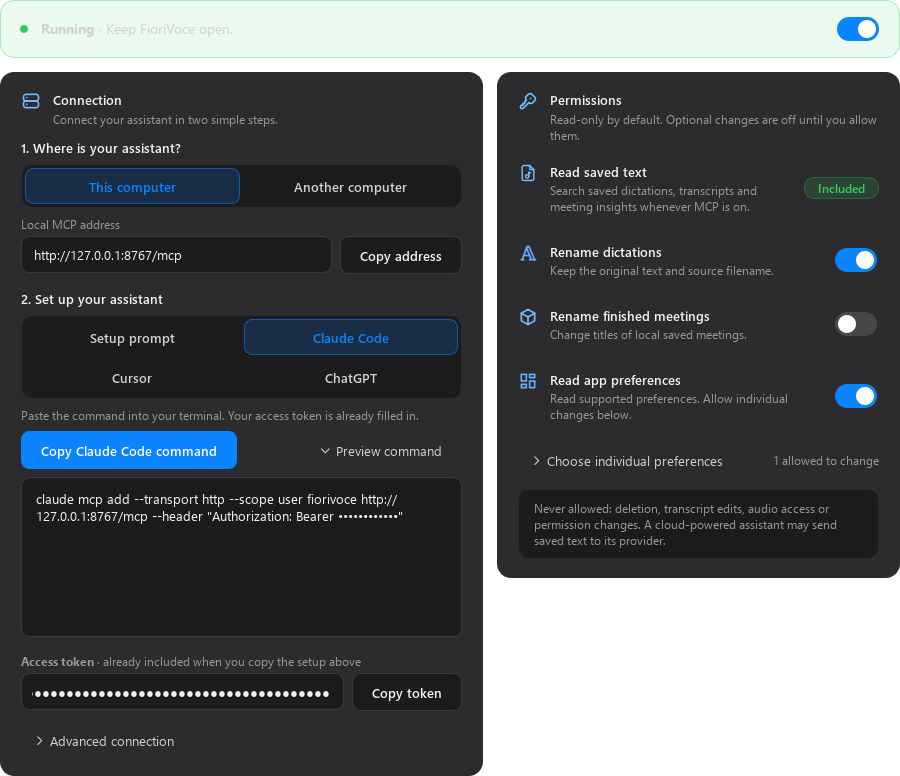 Running · Keep FioriVoce open.
Connection
Connect your assistant in two simple steps.
1. Where is your assistant?
This computer
Another computer
Local MCP address
http://127.0.0.1:8767/mcp
Copy address
2. Set up your assistant
Setup prompt
Claude Code
Cursor
ChatGPT
Paste the command into your terminal. Your access token is already filled in.
Copy Claude Code command
Preview command
claude mcp add --transport http --scope user fiorivoce http://
127.0.0.1:8767/mcp --header "Authorization: Bearer ••••••••••••"
Access token · already included when you copy the setup above
Copy token
Advanced connection
Permissions
Read-only by default. Optional changes are off until you allow
them.
Read saved text
Search saved dictations, transcripts and
meeting insights whenever MCP is on.
Included
Rename dictations
Keep the original text and source filename.
Rename finished meetings
Change titles of local saved meetings.
Read app preferences
Read supported preferences. Allow individual
changes below.
Choose individual preferences
1 allowed to change
Never allowed: deletion, transcript edits, audio access or
permission changes. A cloud-powered assistant may send
saved text to its provider.